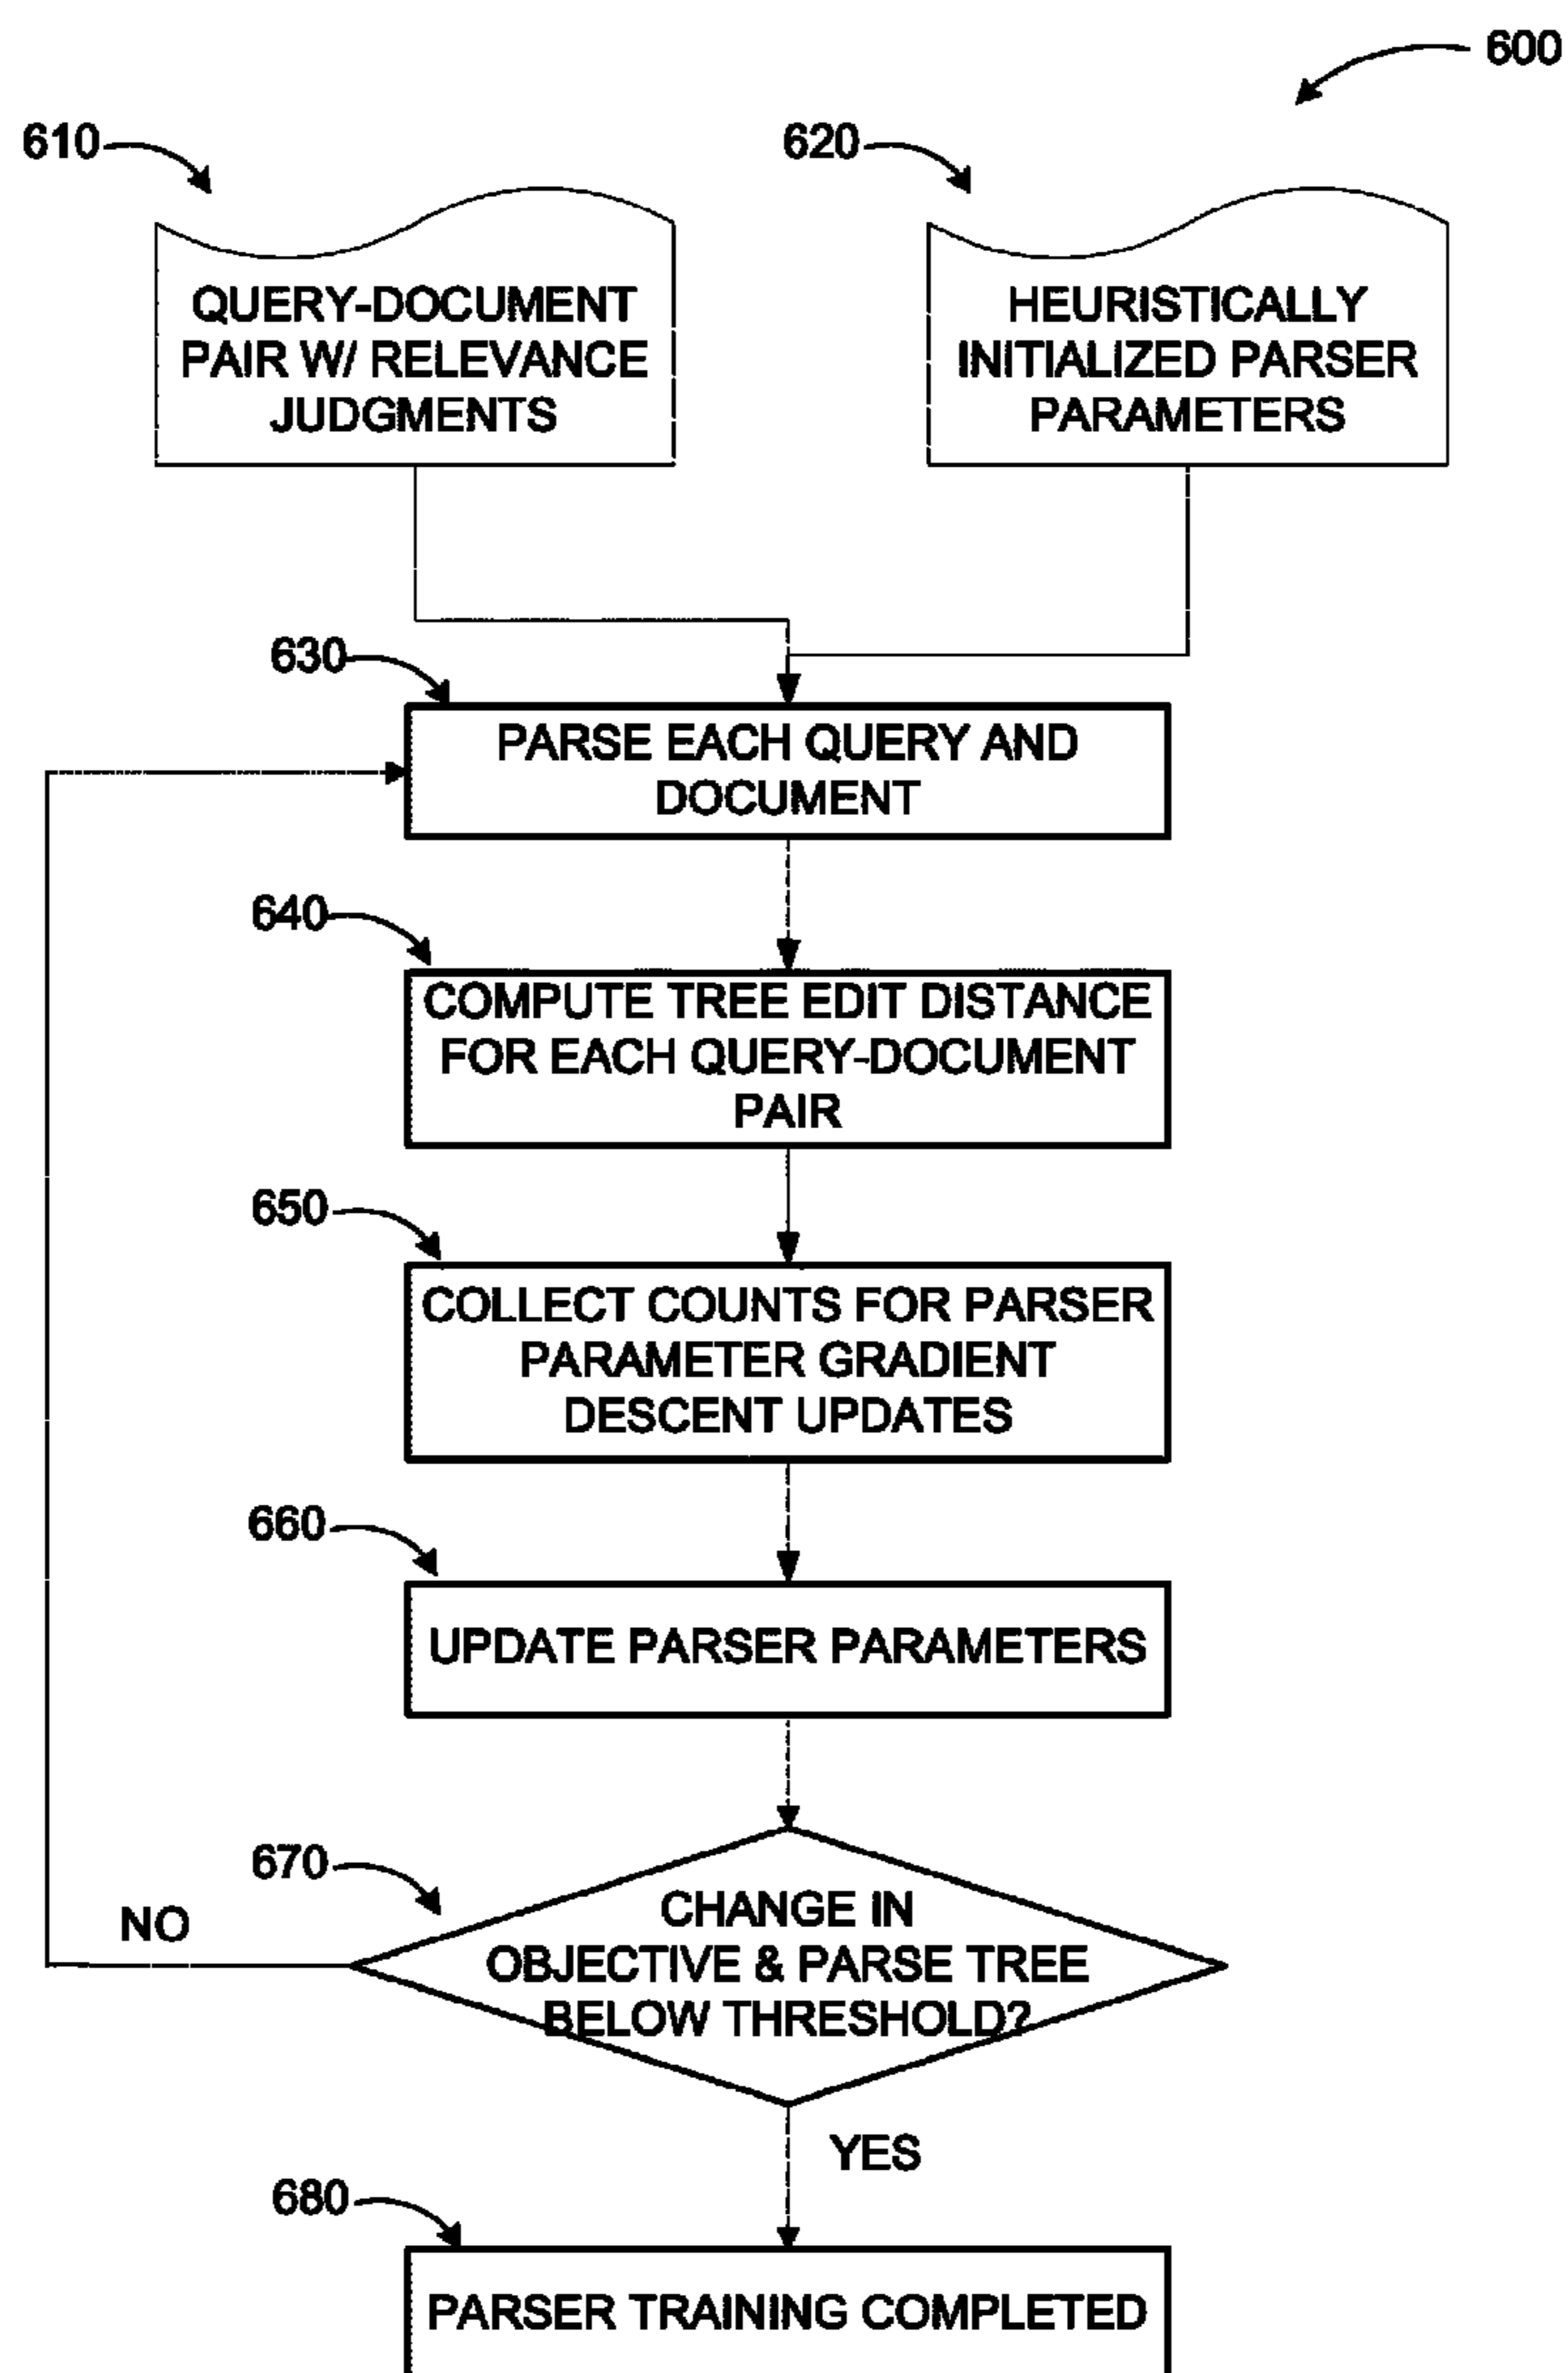 600
610
620
QUERY-DOCUMENT
PAIR W/ RELEVANCE
JUDGMENTS
HEURISTICALLY
INITIALIZED PARSER
PARAMETERS
630
PARSE EACH QUERY AND
DOCUMENT
640
COMPUTE TREE EDIT DISTANCE
FOR EACH QUERY-DOCUMENT
PAIR
650
COLLECT COUNTS FOR PARSER
PARAMETER GRADIENT
DESCENT UPDATES
660
UPDATE PARSER PARAMETERS
670
NO
CHANGE IN
OBJECTIVE & PARSE TREE
BELOW THRESHOLD?
YES
680
PARSER TRAINING COMPLETED